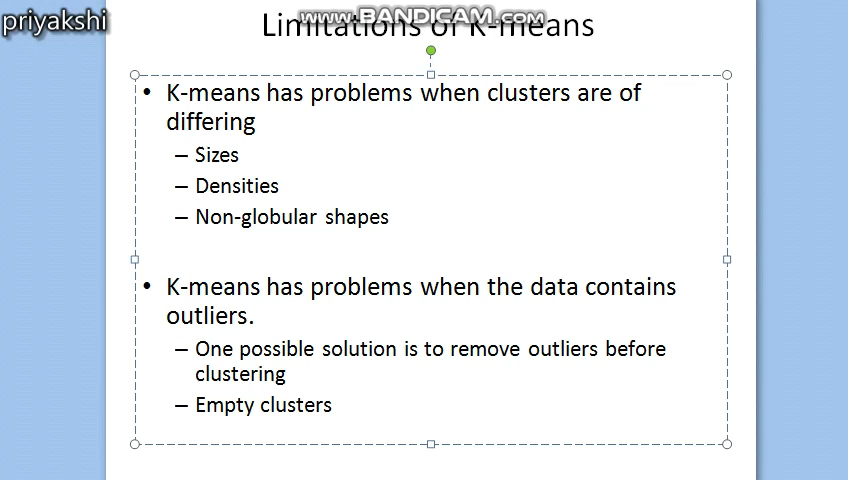 priyakshi
www.BANDICAM.com
Limitations of K-means
• K-means has problems when clusters are of
differing
– Sizes
– Densities
– Non-globular shapes
• K-means has problems when the data contains
outliers.
– One possible solution is to remove outliers before
clustering
– Empty clusters